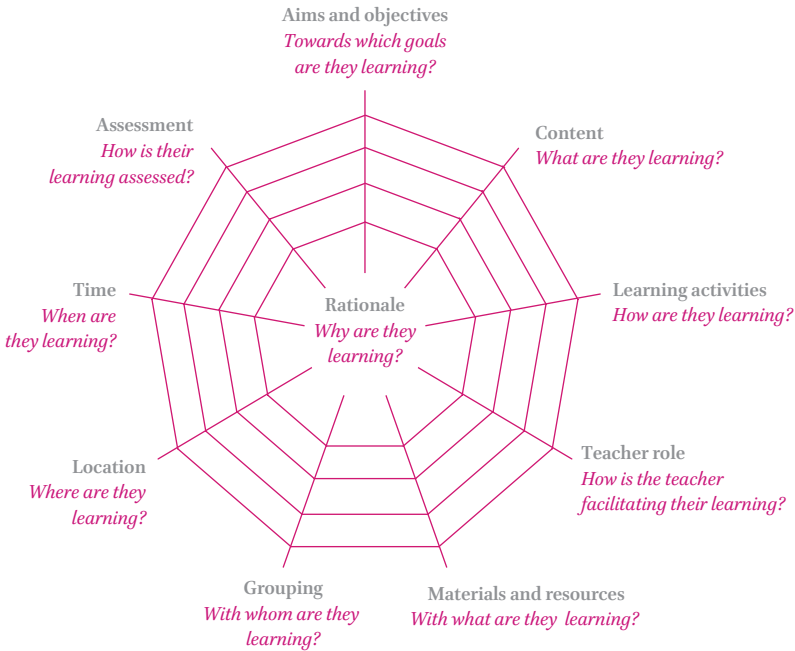 Aims and objectives
Towards which goals
are they learning?
Content
What are they learning?
Learning activities
How are they learning?
Teacher role
How is the teacher
facilitating their learning?
Materials and resources
With what are they learning?
Grouping
With whom are they
learning?
Location
Where are they
learning?
Time
When are
they learning?
Assessment
How is their
learning assessed?
Rationale
Why are they
learning?